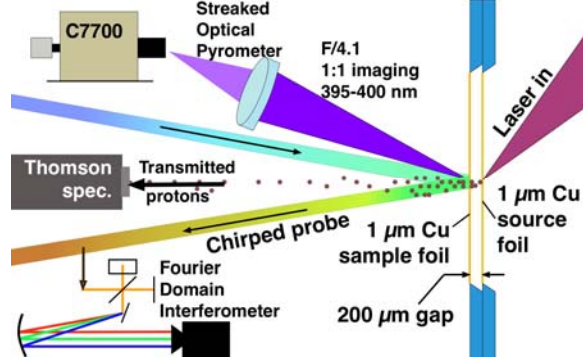 C7700
Streaked
Optical
Pyrometer
F/4.1
1:1 imaging
395-400 nm
Laser in
Thomson
spec.
Transmitted
protons
Chirped probe
1 µm Cu
source
foil
1 µm Cu
sample foil
Fourier
Domain
Interferometer
200 µm gap